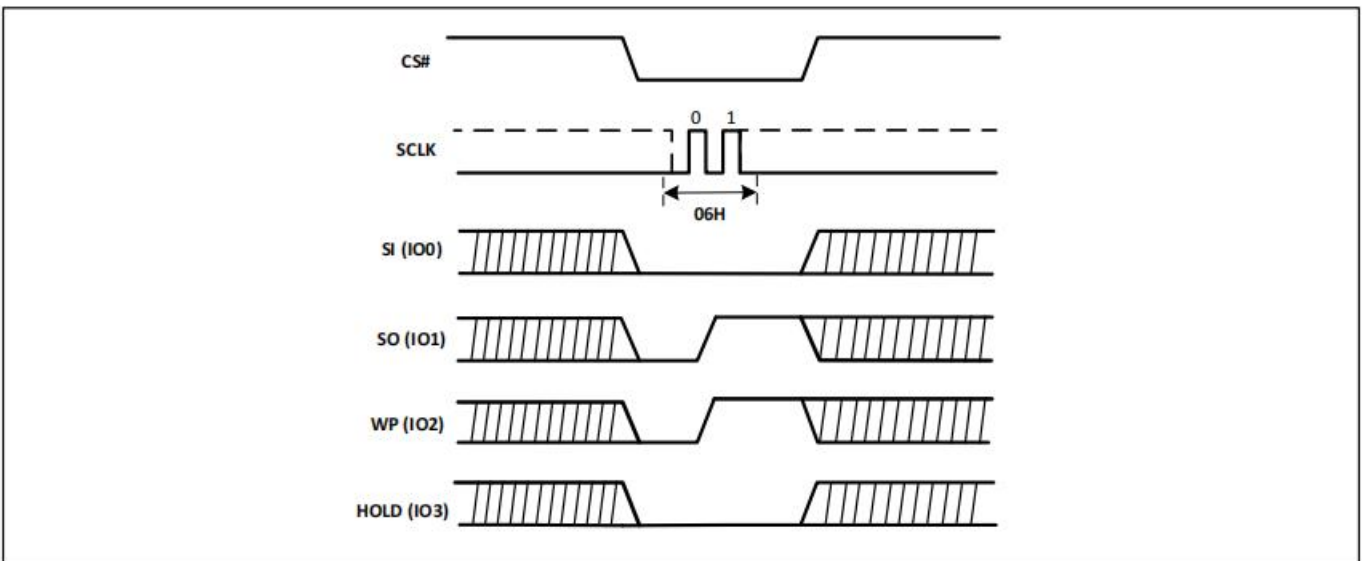 CS#
0 1
SCLK
06H
SI (IO0)
SO (IO1)
WP (IO2)
HOLD (IO3)